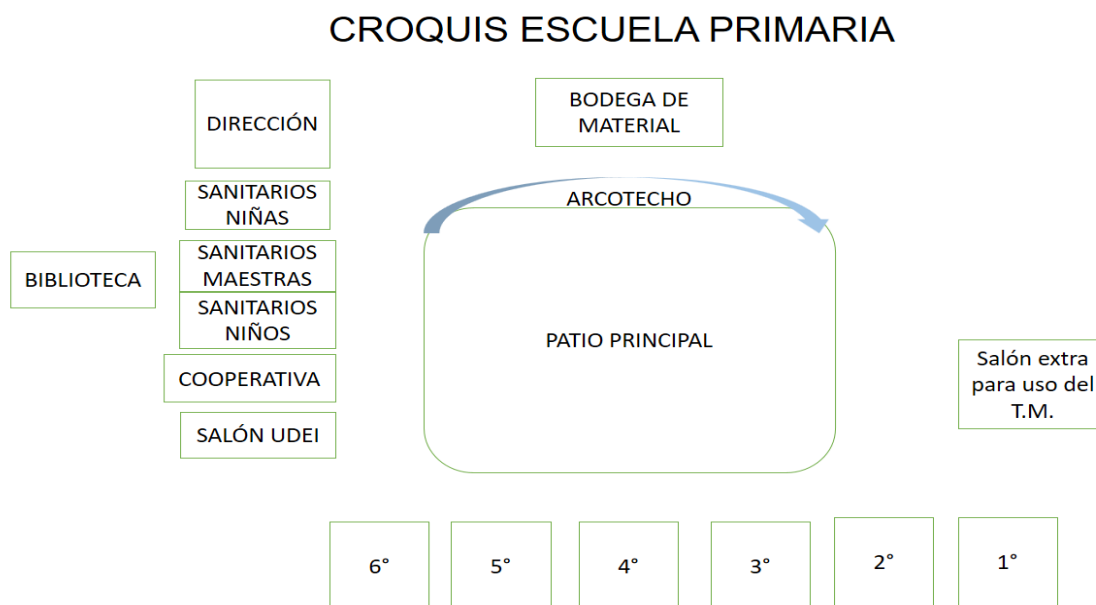 CROQUIS ESCUELA PRIMARIA
DIRECCIÓN
BODEGA DE
MATERIAL
SANITARIOS
NIÑAS
ARCOTECHO
BIBLIOTECA
SANITARIOS
MAESTRAS
SANITARIOS
NIÑOS
PATIO PRINCIPAL
COOPERATIVA
Salón extra
para uso del
T.M.
SALÓN UDEI
6°
5°
4°
3°
2°
1°